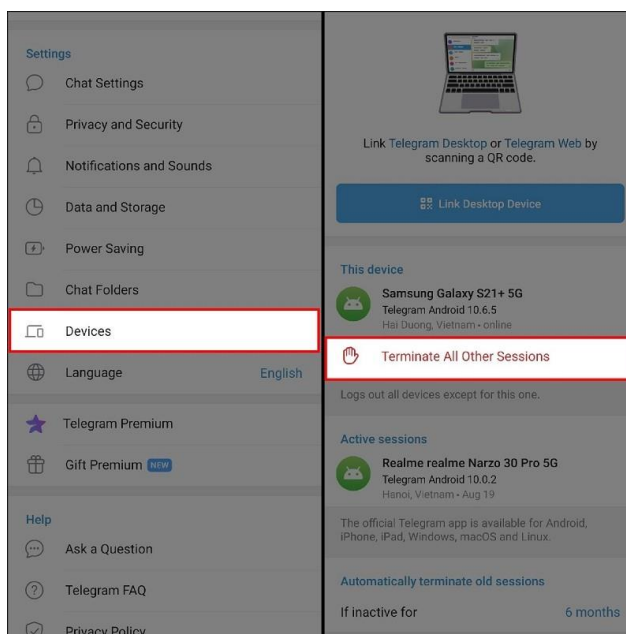 Settings
Chat Settings
Privacy and Security
Notifications and Sounds
Data and Storage
Power Saving
Chat Folders
Devices
Language English
Telegram Premium
Gift Premium NEW
Help
Ask a Question
Telegram FAQ
Privacy Policy
Link Telegram Desktop or Telegram Web by
scanning a QR code.
Link Desktop Device
This device
Samsung Galaxy S21+ 5G
Telegram Android 10.6.5
Hai Duong, Vietnam • online
Terminate All Other Sessions
Logs out all devices except for this one.
Active sessions
Realme realme Narzo 30 Pro 5G
Telegram Android 10.0.2
Hanoi, Vietnam • Aug 19
The official Telegram app is available for Android,
iPhone, iPad, Windows, macOS and Linux.
Automatically terminate old sessions
If inactive for 6 months